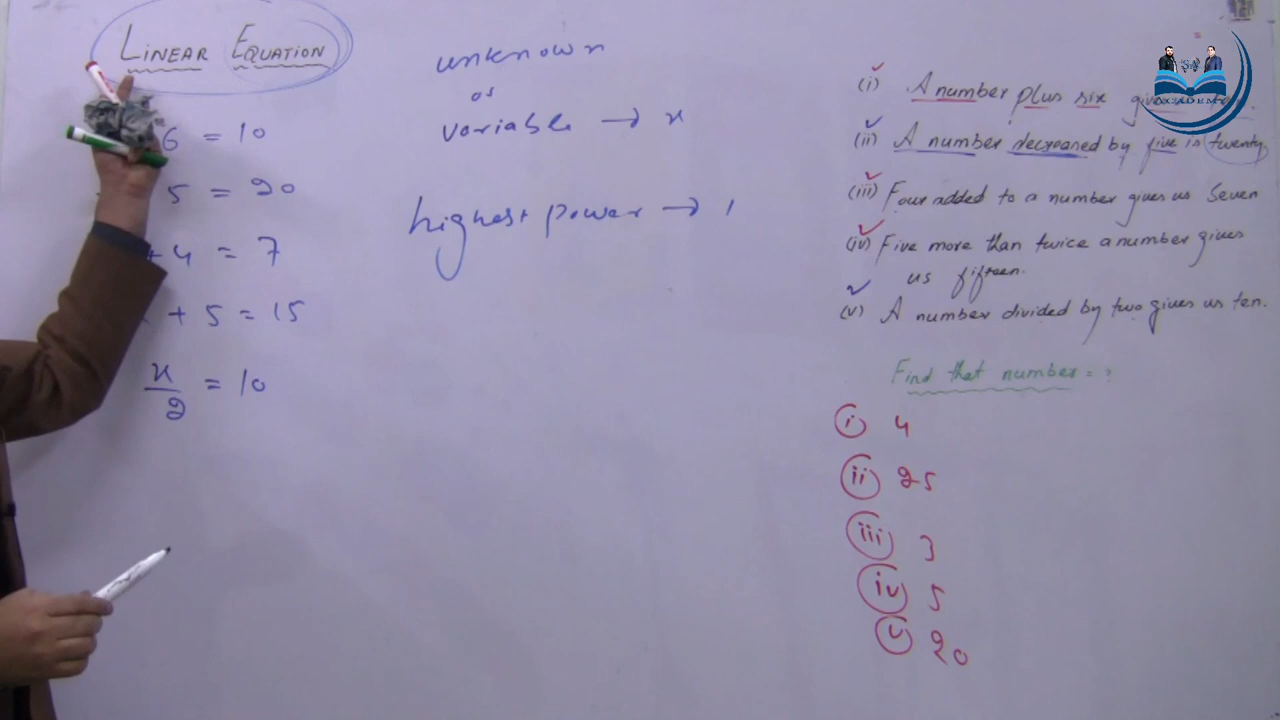 LINEAR EQUATION
6 = 10
5 = 20
+ 4 = 7
+ 5 = 15
x/2 = 10
unknown
or
variable → x
highest power → 1
(i) A number plus six
(ii) A number decreased by five is twenty
(iii) Four added to a number gives us Seven
(iv) Five more than twice a number gives
us fifteen.
(v) A number divided by two gives us ten.
Find that number = ?
(i) 4
(ii) 25
(iii) 3
(iv) 5
(v) 20
ACADEMY